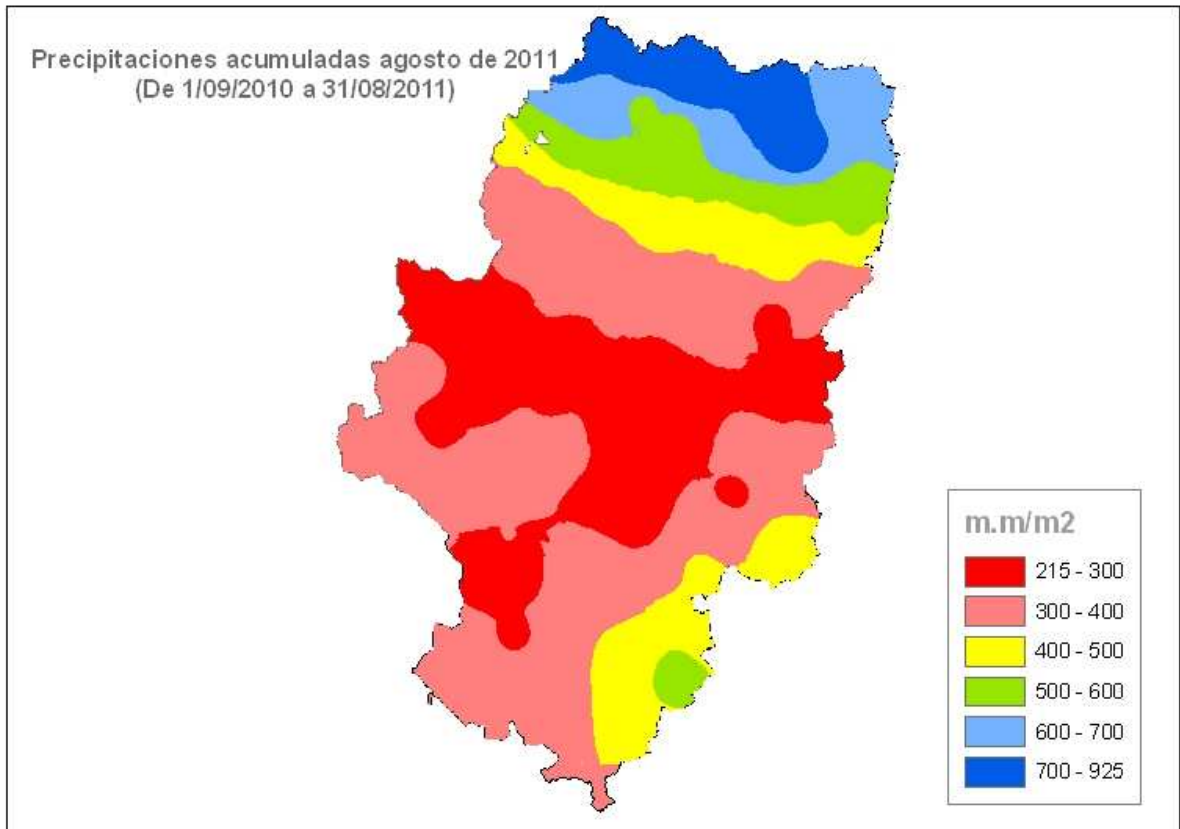 Precipitaciones acumuladas agosto de 2011
(De 1/09/2010 a 31/08/2011)
m.m/m2
215 - 300
300 - 400
400 - 500
500 - 600
600 - 700
700 - 925